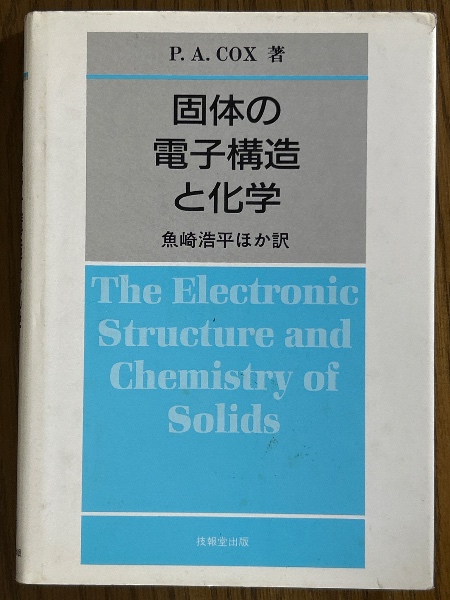 P. A. COX 著
固体の
電子構造
と化学
魚崎浩平ほか訳
The Electronic
Structure and
Chemistry of
Solids
技報堂出版